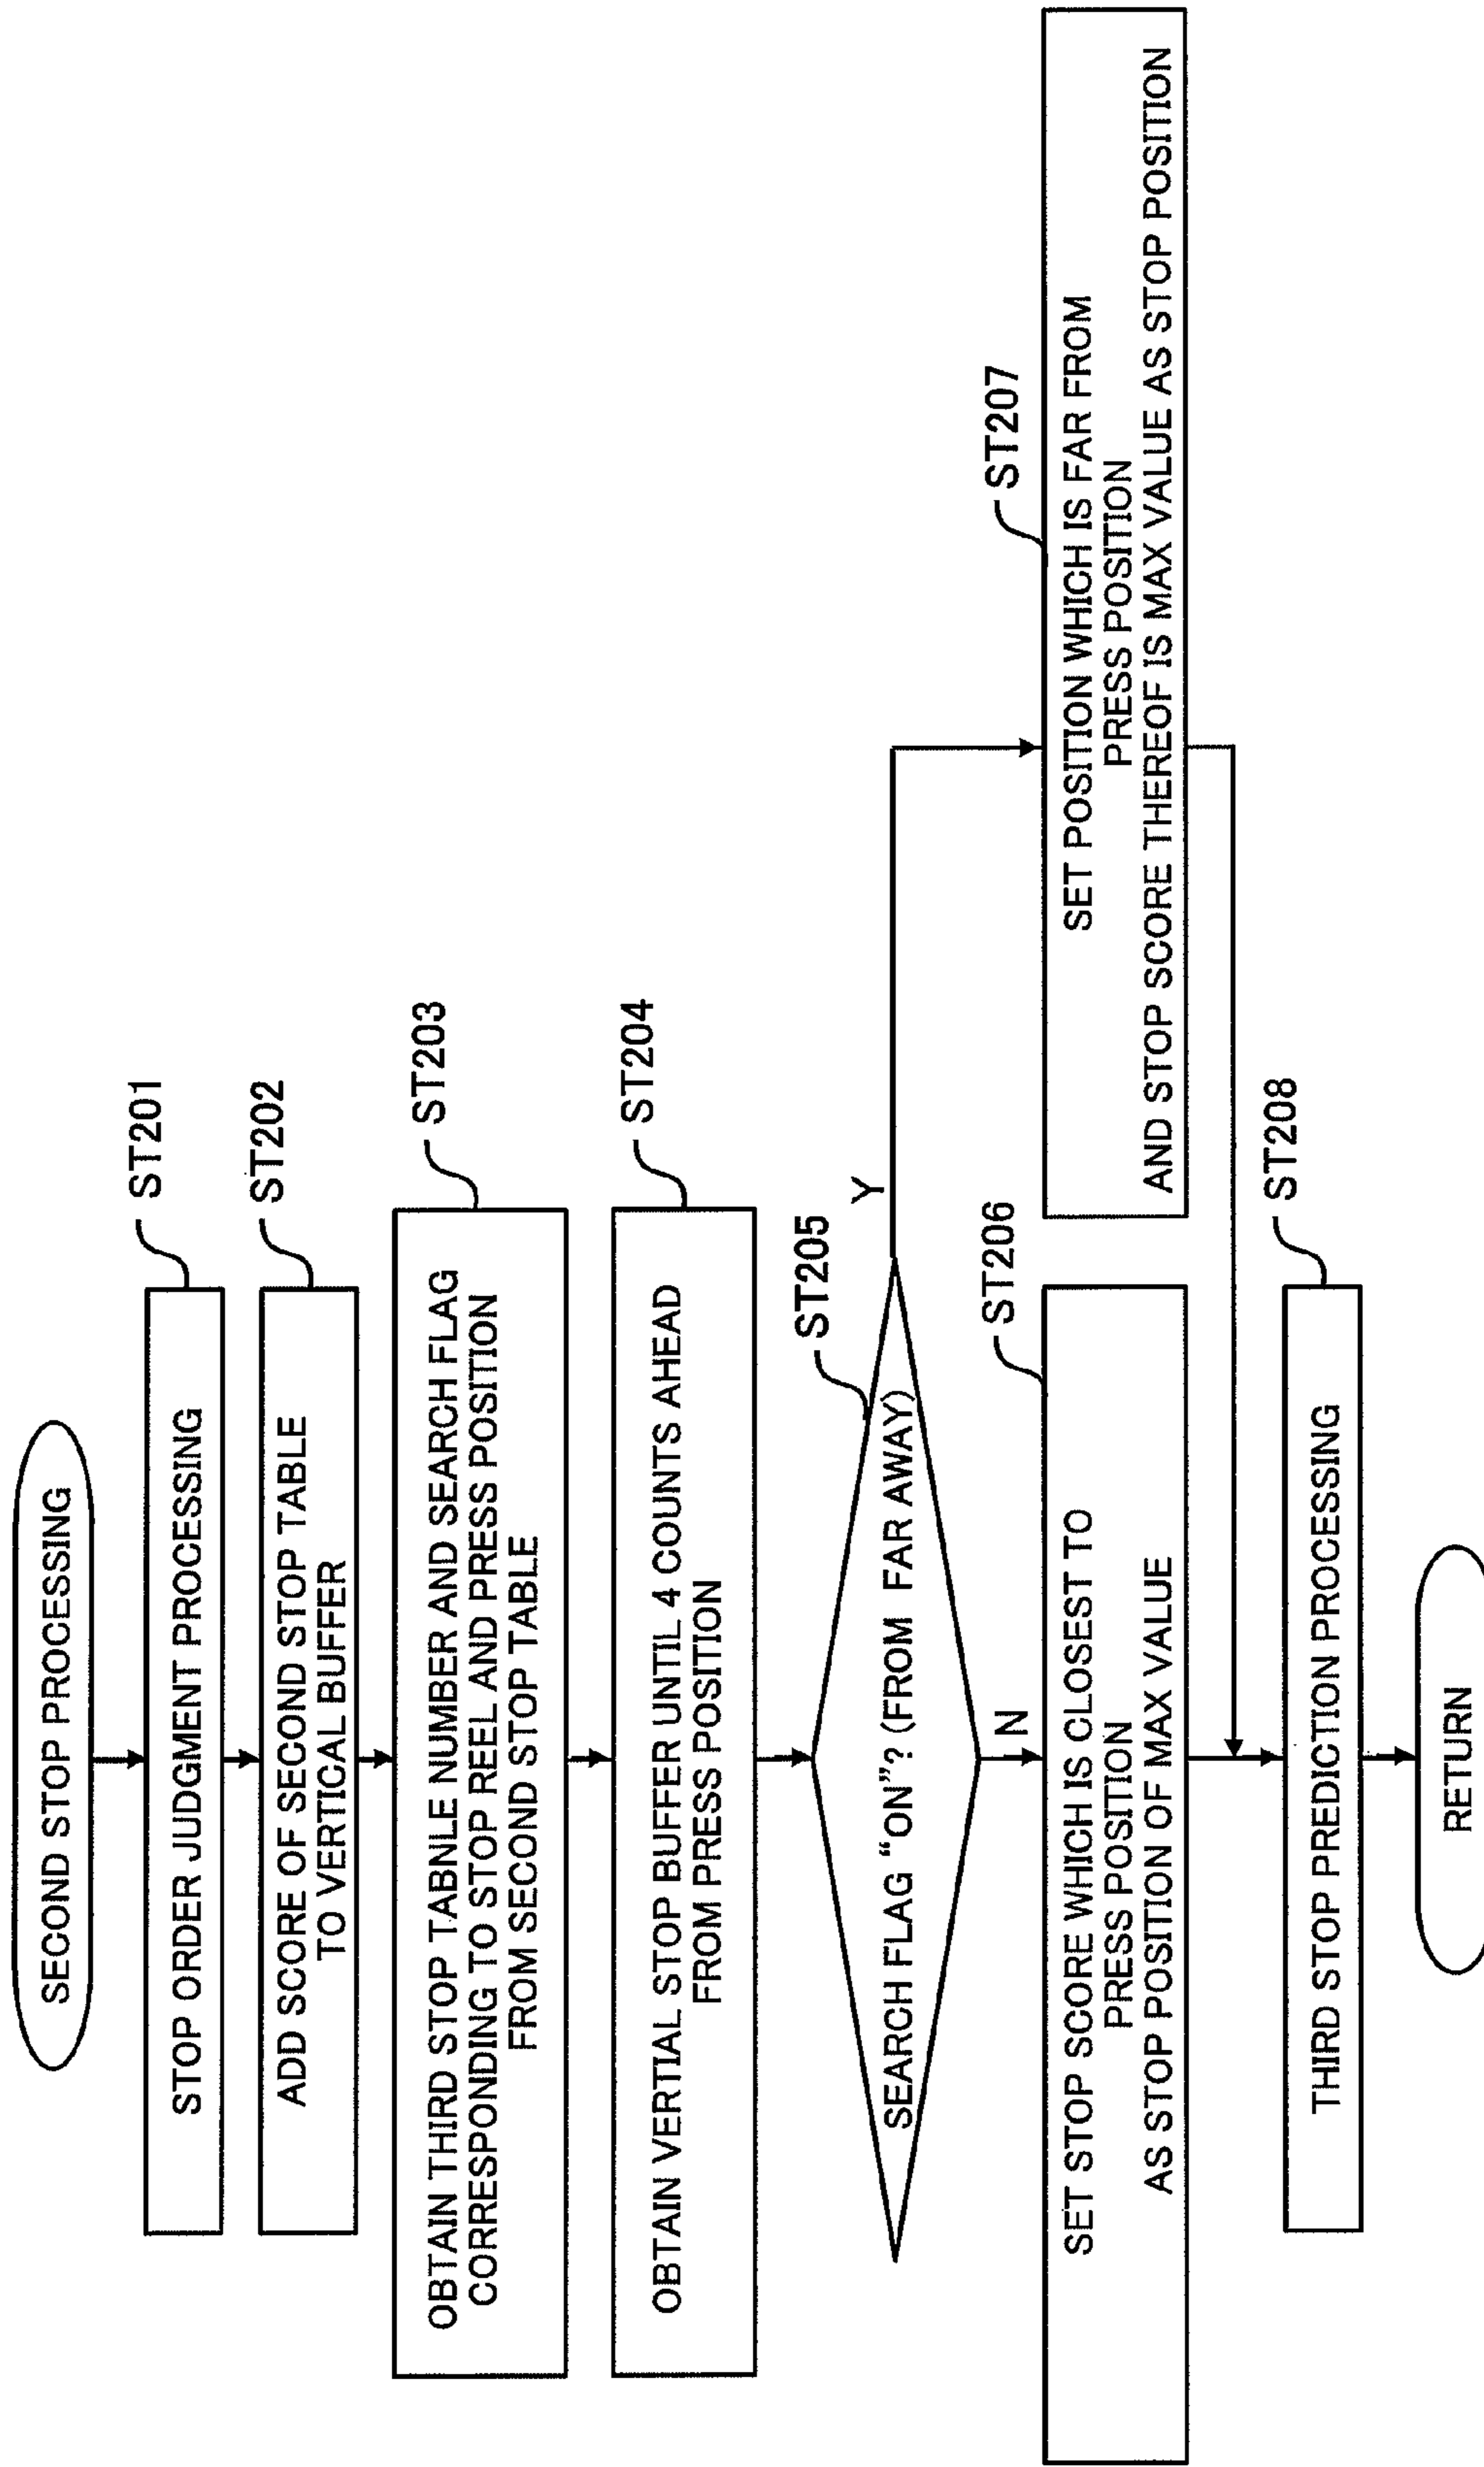 SECOND STOP PROCESSING
STOP ORDER JUDGMENT PROCESSING
ST201
ADD SCORE OF SECOND STOP TABLE
TO VERTICAL BUFFER
ST202
OBTAIN THIRD STOP TABNLE NUMBER AND SEARCH FLAG
CORRESPONDING TO STOP REEL AND PRESS POSITION
FROM SECOND STOP TABLE
ST203
OBTAIN VERTIAL STOP BUFFER UNTIL 4 COUNTS AHEAD
FROM PRESS POSITION
ST204
SEARCH FLAG “ON”? (FROM FAR AWAY)
ST205
Y
N
SET STOP SCORE WHICH IS CLOSEST TO
PRESS POSITION
AS STOP POSITION OF MAX VALUE
ST206
SET POSITION WHICH IS FAR FROM
PRESS POSITION
AND STOP SCORE THEREOF IS MAX VALUE AS STOP POSITION
ST207
THIRD STOP PREDICTION PROCESSING
ST208
RETURN